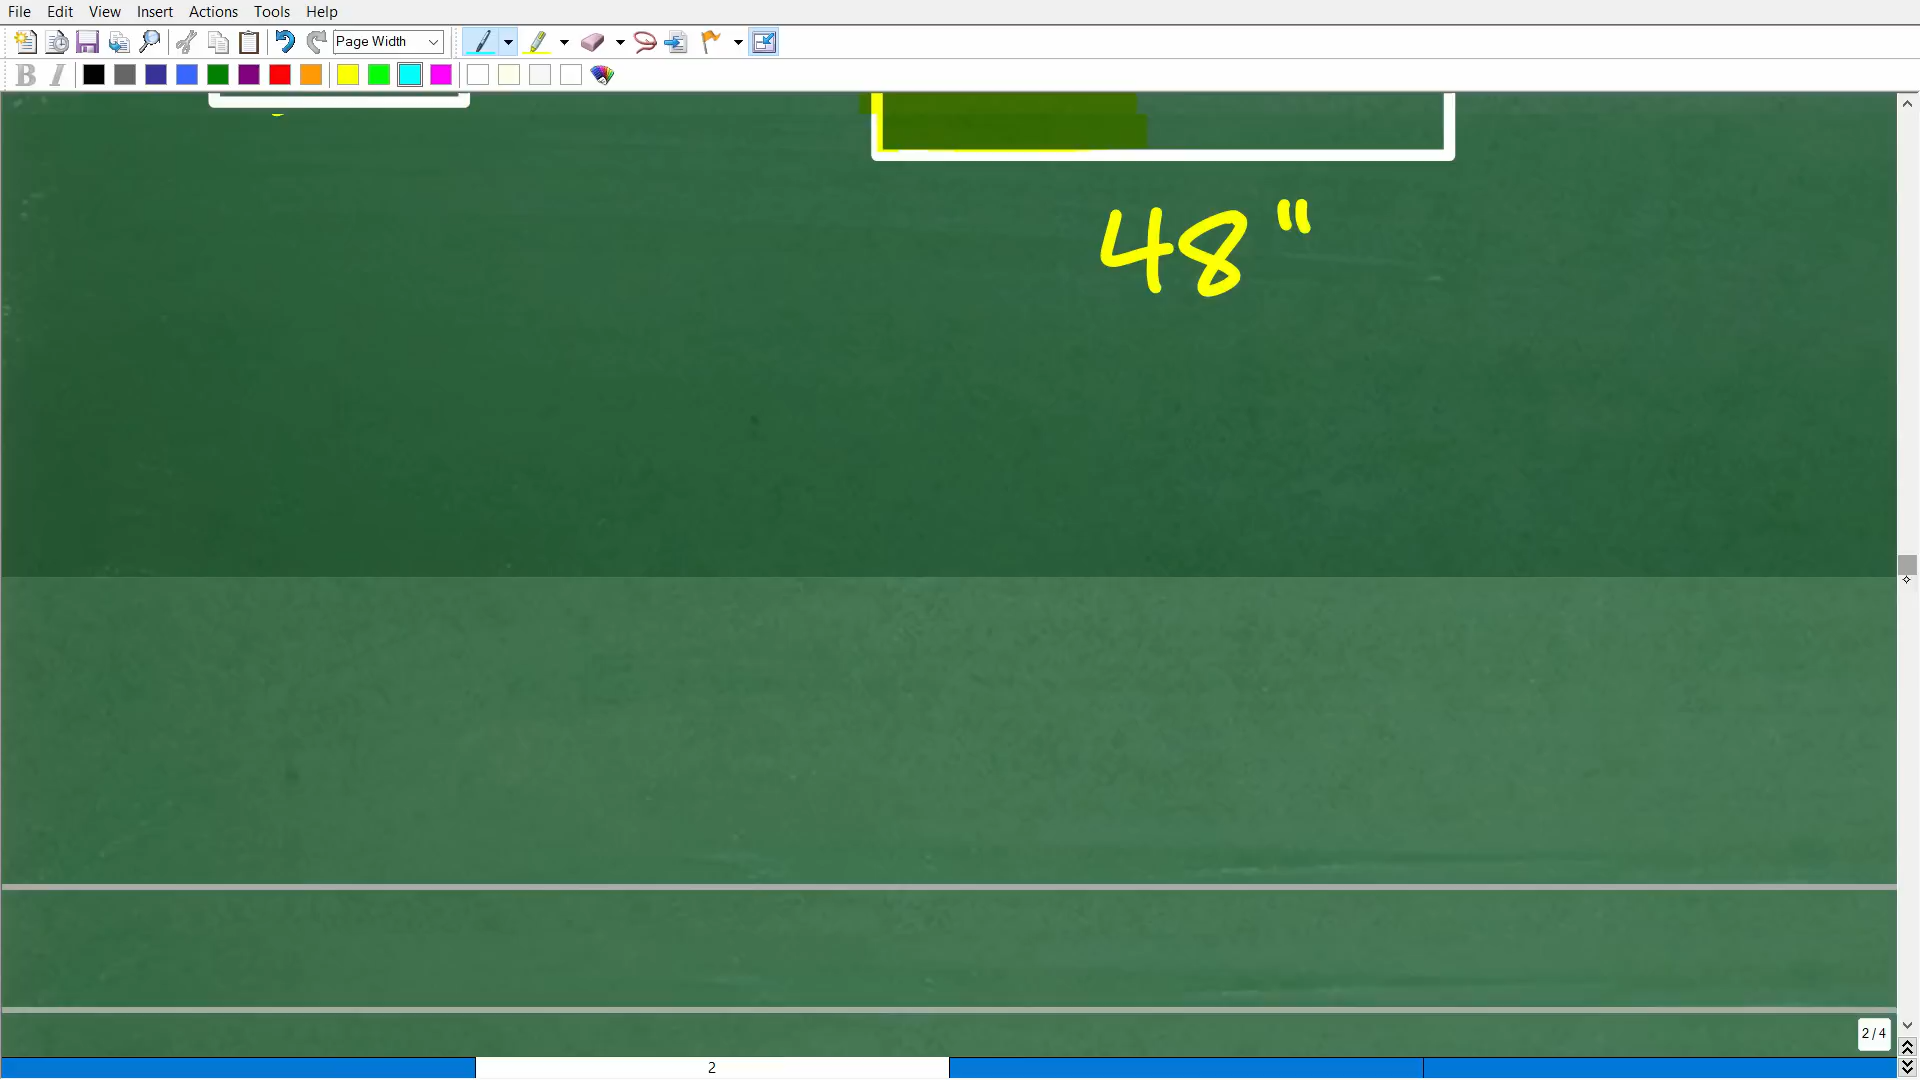 File Edit View Insert Actions Tools Help
Page Width
B I
48"
2 / 4
2